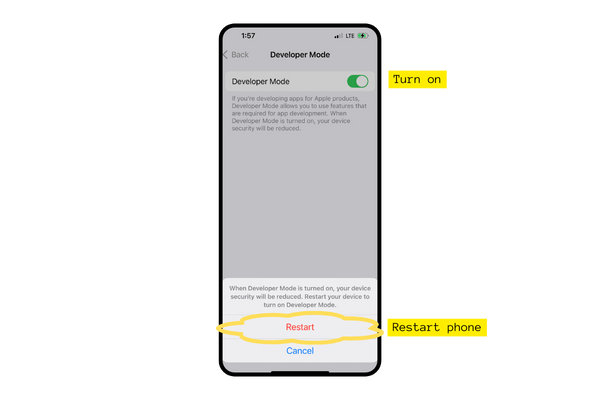 1:57 LTE
Back Developer Mode
Developer Mode
Turn on
If you're developing apps for Apple products,
Developer Mode allows you to use features that
are required for app development. When
Developer Mode is turned on, your device
security will be reduced.
When Developer Mode is turned on, your device
security will be reduced. Restart your device to
turn on Developer Mode.
Restart
Restart phone
Cancel